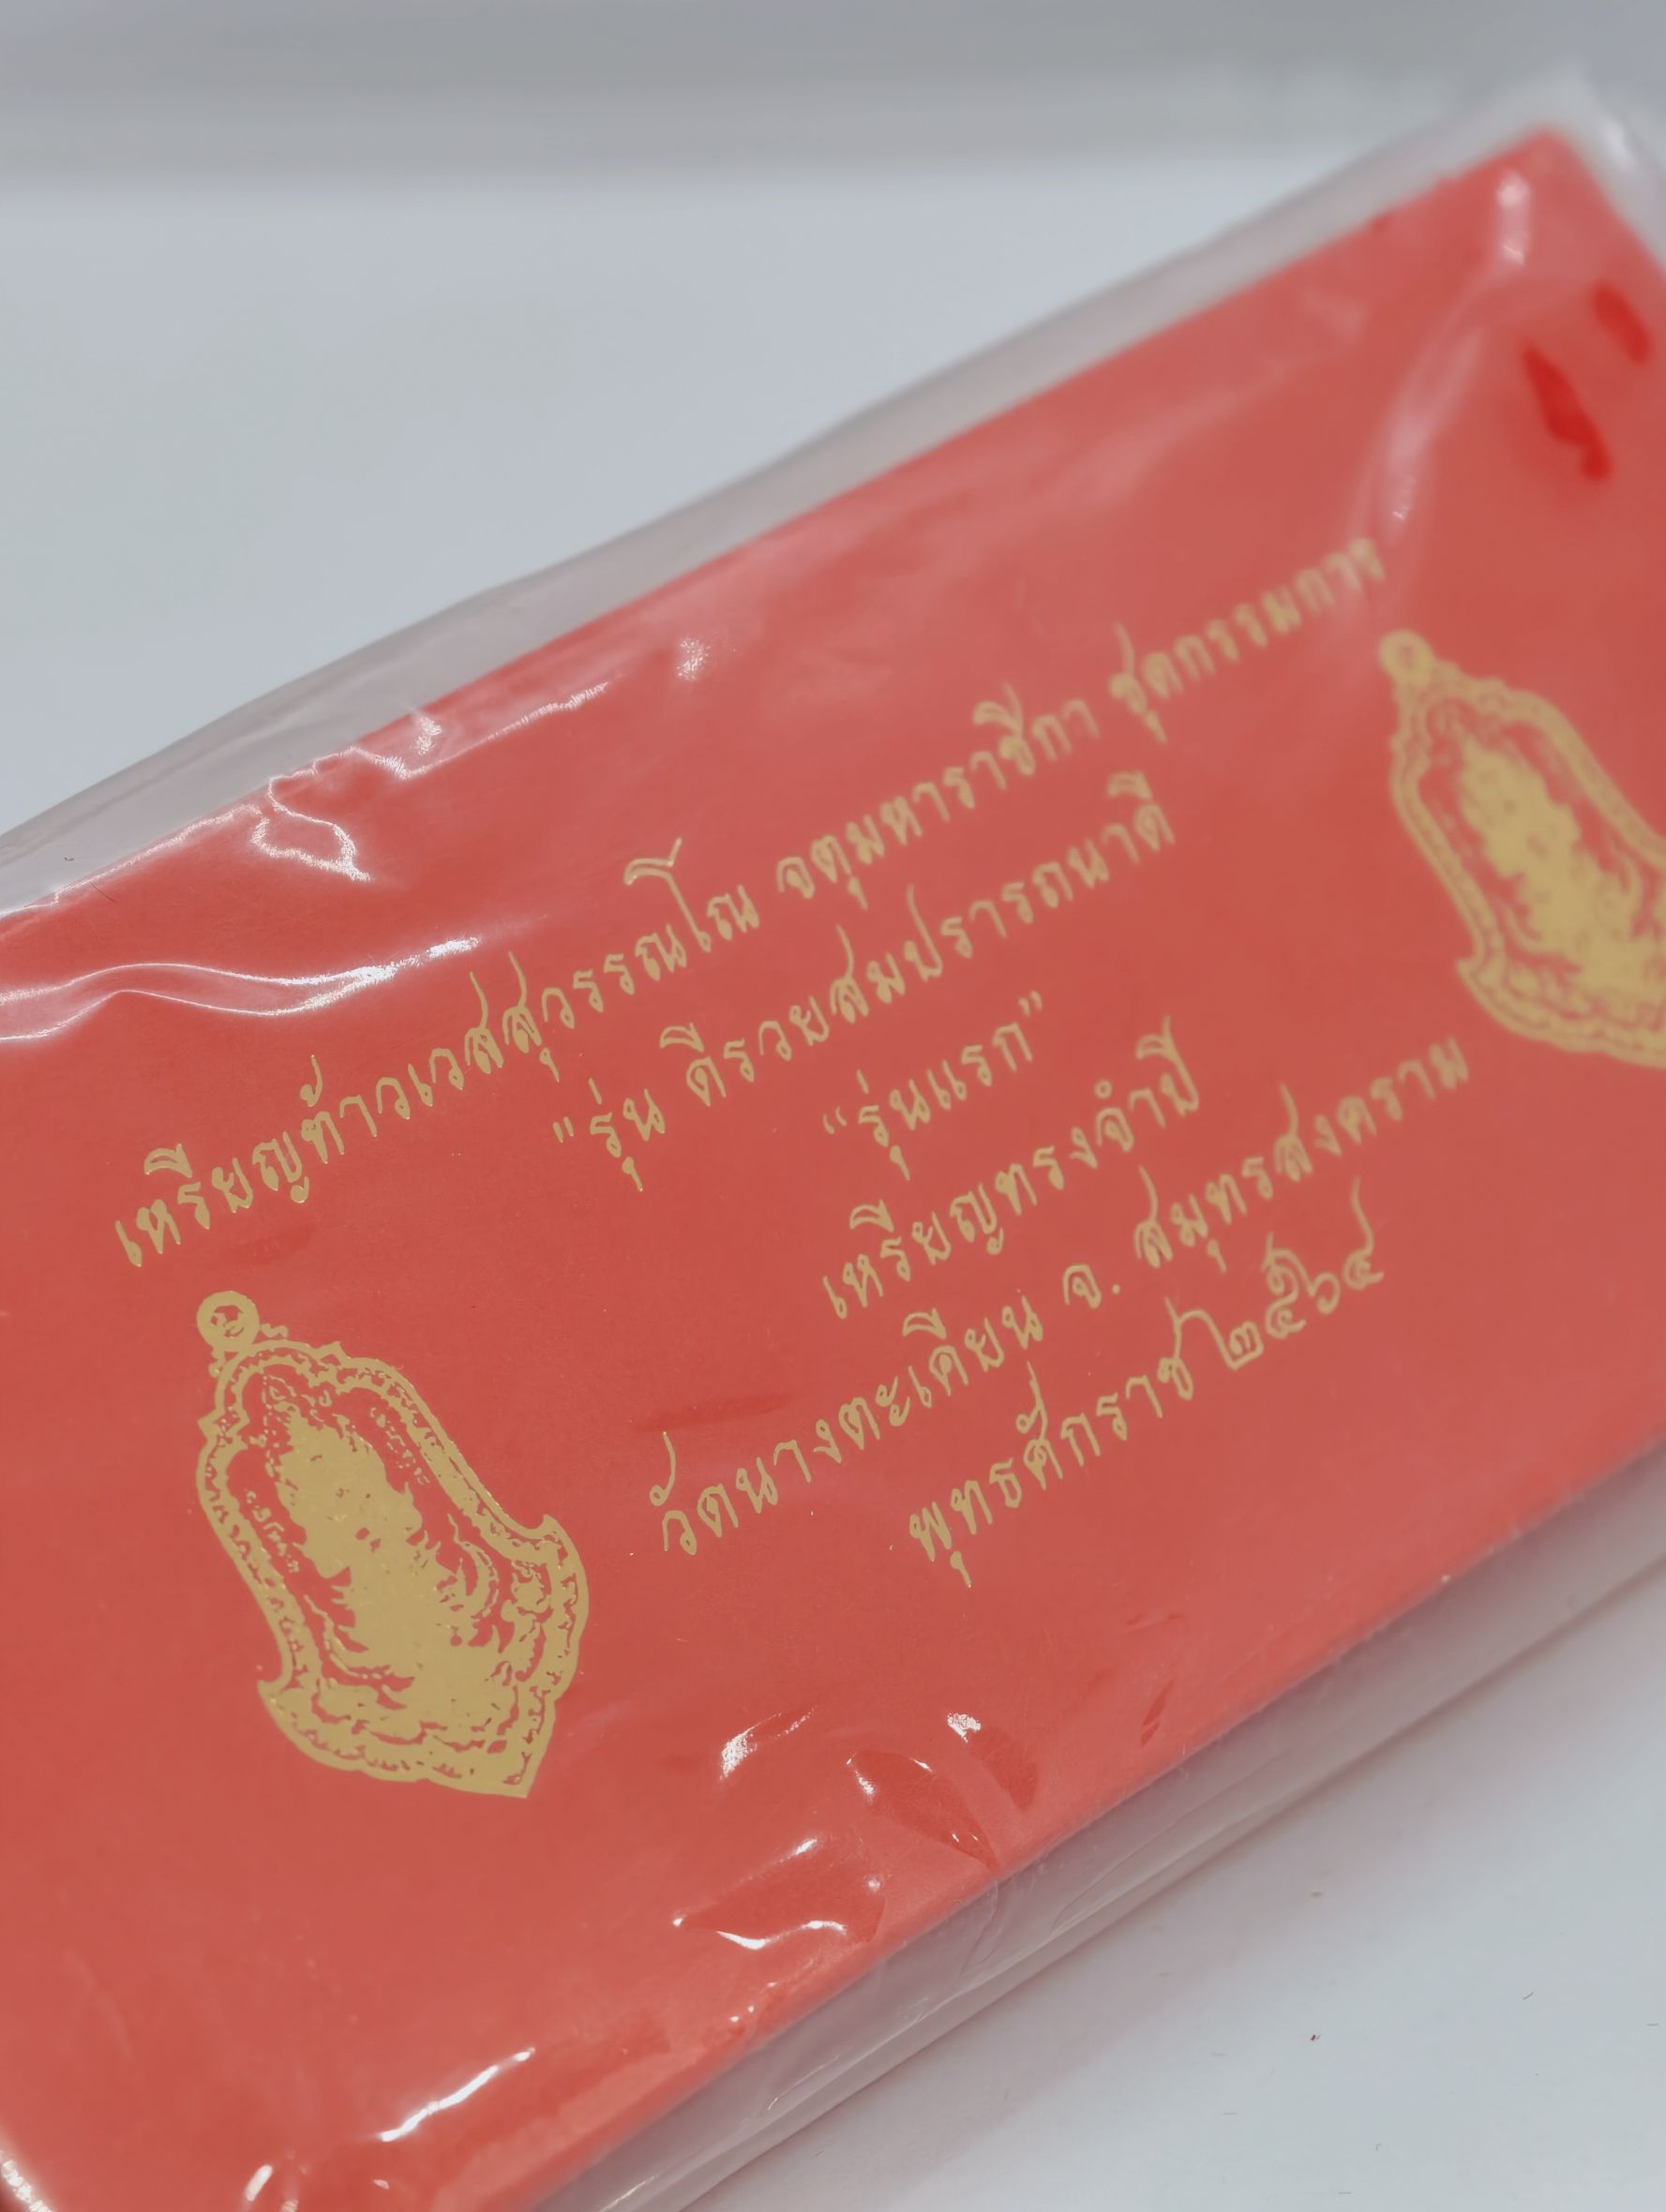 เหรียญท้าวเวสสุวรรณโณ จตุมหาราชิกา ชุดกรรมการ
"รุ่น ดีรวยสมปรารถนาดี
“รุ่นแรก”
เหรียญทรงจำปี
วัดนางตะเคียน จ. สมุทรสงคราม
พุทธศักราช ๒๕๖๔